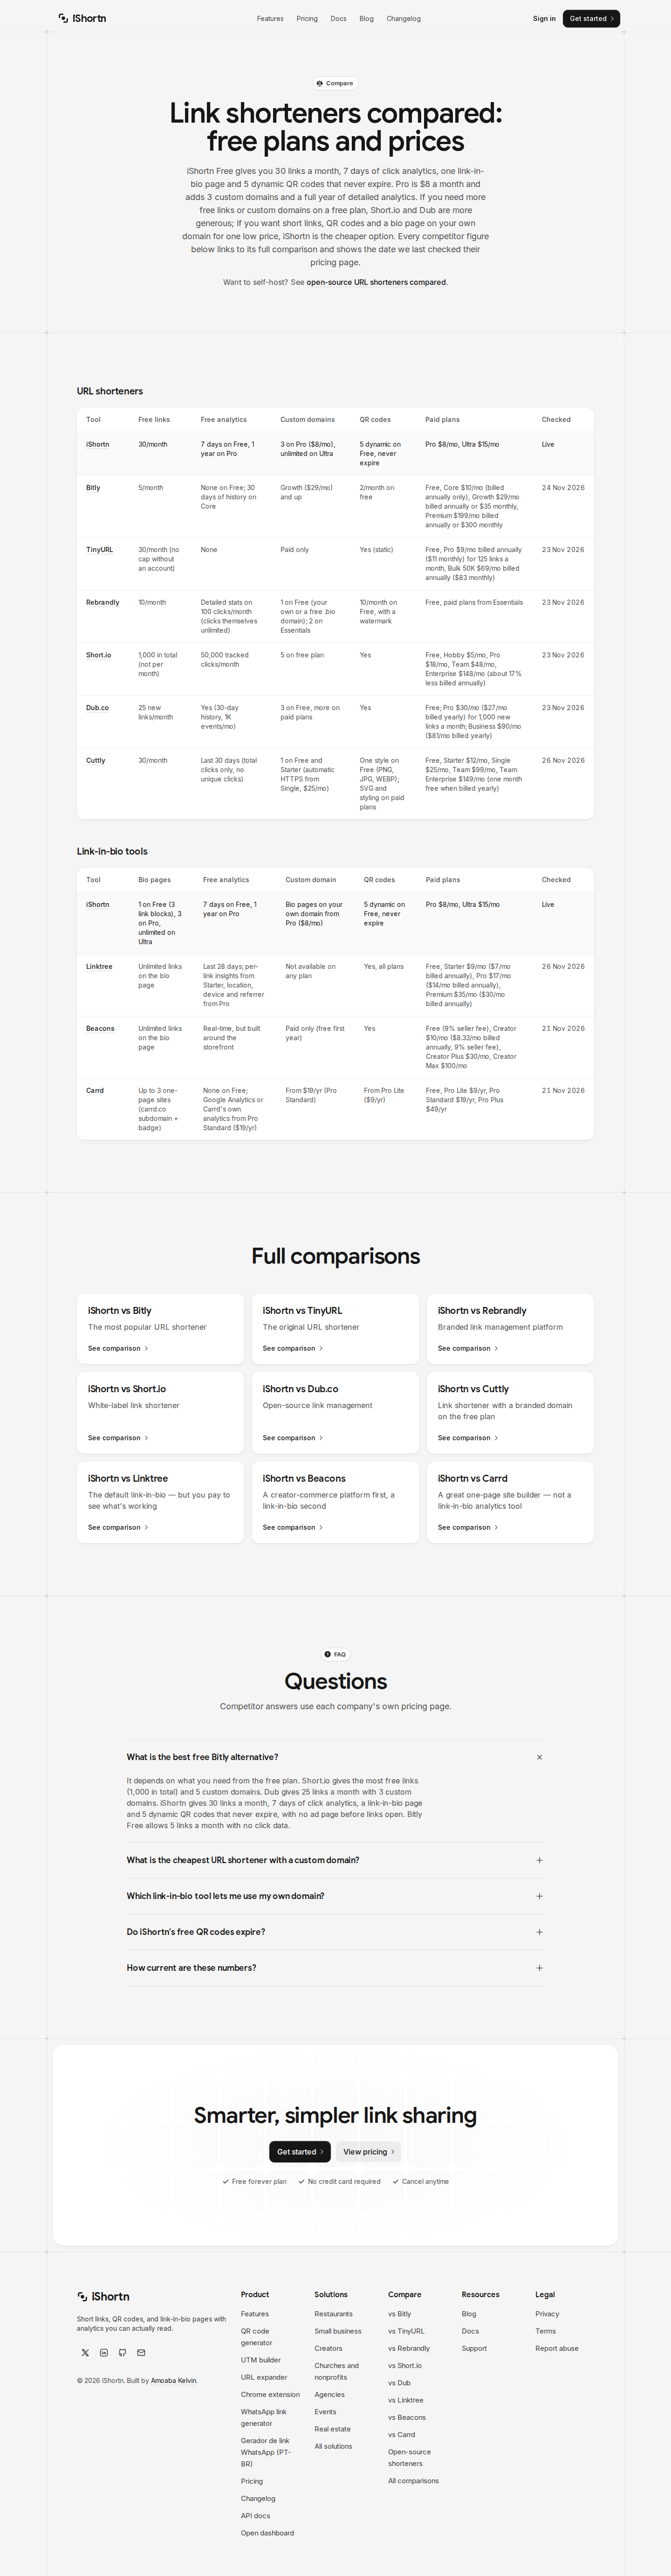 iShortn
Features
Pricing
Docs
Blog
Changelog
Sign in
Get started
Compare
Link shorteners compared:
free plans and prices
iShortn Free gives you 30 links a month, 7 days of click analytics, one link-in-
bio page and 5 dynamic QR codes that never expire. Pro is $8 a month and
adds 3 custom domains and a full year of detailed analytics. If you need more
free links or custom domains on a free plan, Short.io and Dub are more
generous; if you want short links, QR codes and a bio page on your own
domain for one low price, iShortn is the cheaper option. Every competitor figure
below links to its full comparison and shows the date we last checked their
pricing page.
Want to self-host? See open-source URL shorteners compared.
URL shorteners
Tool
Free links
Free analytics
Custom domains
QR codes
Paid plans
Checked
iShortn
30/month
7 days on Free, 1
year on Pro
3 on Pro ($8/mo),
unlimited on Ultra
5 dynamic on
Free, never
expire
Pro $8/mo, Ultra $15/mo
Live
Bitly
5/month
None on Free; 30
days of history on
Core
Growth ($29/mo)
and up
2/month on
free
Free, Core $10/mo (billed
annually only), Growth $29/mo
billed annually or $35 monthly,
Premium $199/mo billed
annually or $300 monthly
24 Nov 2026
TinyURL
30/month (no
cap without
an account)
None
Paid only
Yes (static)
Free, Pro $9/mo billed annually
($11 monthly) for 125 links a
month, Bulk 50K $69/mo billed
annually ($83 monthly)
23 Nov 2026
Rebrandly
10/month
Detailed stats on
100 clicks/month
(clicks themselves
unlimited)
1 on Free (your
own or a free .bio
domain); 2 on
Essentials
10/month on
Free, with a
watermark
Free, paid plans from Essentials
23 Nov 2026
Short.io
1,000 in total
(not per
month)
50,000 tracked
clicks/month
5 on free plan
Yes
Free, Hobby $5/mo, Pro
$18/mo, Team $48/mo,
Enterprise $148/mo (about 17%
less billed annually)
23 Nov 2026
Dub.co
25 new
links/month
Yes (30-day
history, 1K
events/mo)
3 on Free, more on
paid plans
Yes
Free; Pro $30/mo ($27/mo
billed yearly) for 1,000 new
links a month; Business $90/mo
($81/mo billed yearly)
23 Nov 2026
Cuttly
30/month
Last 30 days (total
clicks only, no
unique clicks)
1 on Free and
Starter (automatic
HTTPS from
Single, $25/mo)
One style on
Free (PNG,
JPG, WEBP);
SVG and
styling on paid
plans
Free, Starter $12/mo, Single
$25/mo, Team $99/mo, Team
Enterprise $149/mo (one month
free when billed yearly)
26 Nov 2026
Link-in-bio tools
Tool
Bio pages
Free analytics
Custom domain
QR codes
Paid plans
Checked
iShortn
1 on Free (3
link blocks), 3
on Pro,
unlimited on
Ultra
7 days on Free, 1
year on Pro
Bio pages on your
own domain from
Pro ($8/mo)
5 dynamic on
Free, never
expire
Pro $8/mo, Ultra $15/mo
Live
Linktree
Unlimited links
on the bio
page
Last 28 days; per-
link insights from
Starter, location,
device and referrer
from Pro
Not available on
any plan
Yes, all plans
Free, Starter $9/mo ($7/mo
billed annually), Pro $17/mo
($14/mo billed annually),
Premium $35/mo ($30/mo
billed annually)
26 Nov 2026
Beacons
Unlimited links
on the bio
page
Real-time, but built
around the
storefront
Paid only (free first
year)
Yes
Free (9% seller fee), Creator
$10/mo ($8.33/mo billed
annually, 9% seller fee),
Creator Plus $30/mo, Creator
Max $100/mo
21 Nov 2026
Carrd
Up to 3 one-
page sites
(carrd.co
subdomain +
badge)
None on Free;
Google Analytics or
Carrd's own
analytics from Pro
Standard ($19/yr)
From $19/yr (Pro
Standard)
From Pro Lite
($9/yr)
Free, Pro Lite $9/yr, Pro
Standard $19/yr, Pro Plus
$49/yr
21 Nov 2026
Full comparisons
iShortn vs Bitly
The most popular URL shortener
See comparison
iShortn vs TinyURL
The original URL shortener
See comparison
iShortn vs Rebrandly
Branded link management platform
See comparison
iShortn vs Short.io
White-label link shortener
See comparison
iShortn vs Dub.co
Open-source link management
See comparison
iShortn vs Cuttly
Link shortener with a branded domain
on the free plan
See comparison
iShortn vs Linktree
The default link-in-bio — but you pay to
see what's working
See comparison
iShortn vs Beacons
A creator-commerce platform first, a
link-in-bio second
See comparison
iShortn vs Carrd
A great one-page site builder — not a
link-in-bio analytics tool
See comparison
FAQ
Questions
Competitor answers use each company's own pricing page.
What is the best free Bitly alternative?
It depends on what you need from the free plan. Short.io gives the most free links
(1,000 in total) and 5 custom domains. Dub gives 25 links a month with 3 custom
domains. iShortn gives 30 links a month, 7 days of click analytics, a link-in-bio page
and 5 dynamic QR codes that never expire, with no ad page before links open. Bitly
Free allows 5 links a month with no click data.
What is the cheapest URL shortener with a custom domain?
Which link-in-bio tool lets me use my own domain?
Do iShortn's free QR codes expire?
How current are these numbers?
Smarter, simpler link sharing
Get started
View pricing
Free forever plan
No credit card required
Cancel anytime
iShortn
Short links, QR codes, and link-in-bio pages with
analytics you can actually read.
© 2026 iShortn. Built by Amoaba Kelvin.
Product
Features
QR code
generator
UTM builder
URL expander
Chrome extension
WhatsApp link
generator
Gerador de link
WhatsApp (PT-
BR)
Pricing
Changelog
API docs
Open dashboard
Solutions
Restaurants
Small business
Creators
Churches and
nonprofits
Agencies
Events
Real estate
All solutions
Compare
vs Bitly
vs TinyURL
vs Rebrandly
vs Short.io
vs Dub
vs Linktree
vs Beacons
vs Carrd
Open-source
shorteners
All comparisons
Resources
Blog
Docs
Support
Legal
Privacy
Terms
Report abuse